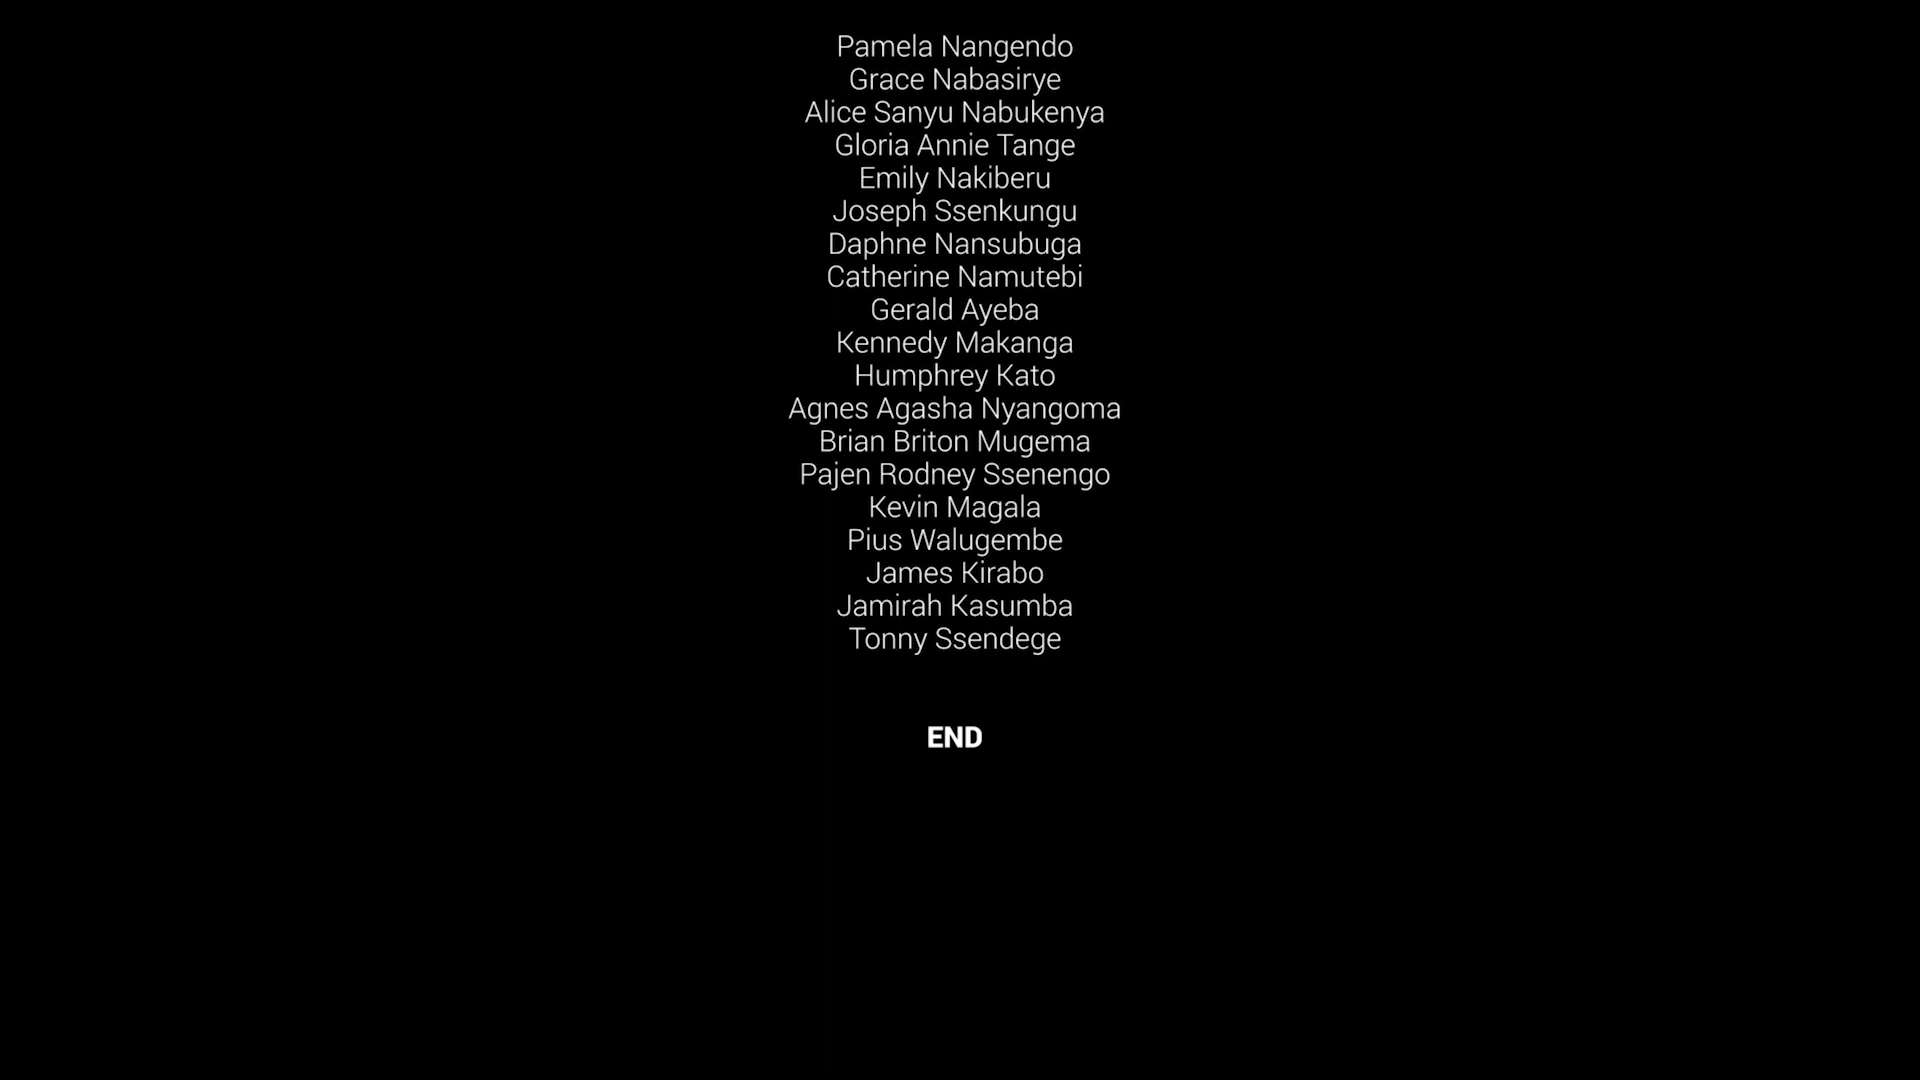 Pamela Nangendo
Grace Nabasirye
Alice Sanyu Nabukenya
Gloria Annie Tange
Emily Nakiberu
Joseph Ssenkungu
Daphne Nansubuga
Catherine Namutebi
Gerald Ayeba
Kennedy Makanga
Humphrey Kato
Agnes Agasha Nyangoma
Brian Briton Mugema
Pajen Rodney Ssenengo
Kevin Magala
Pius Walugembe
James Kirabo
Jamirah Kasumba
Tonny Ssendege
END